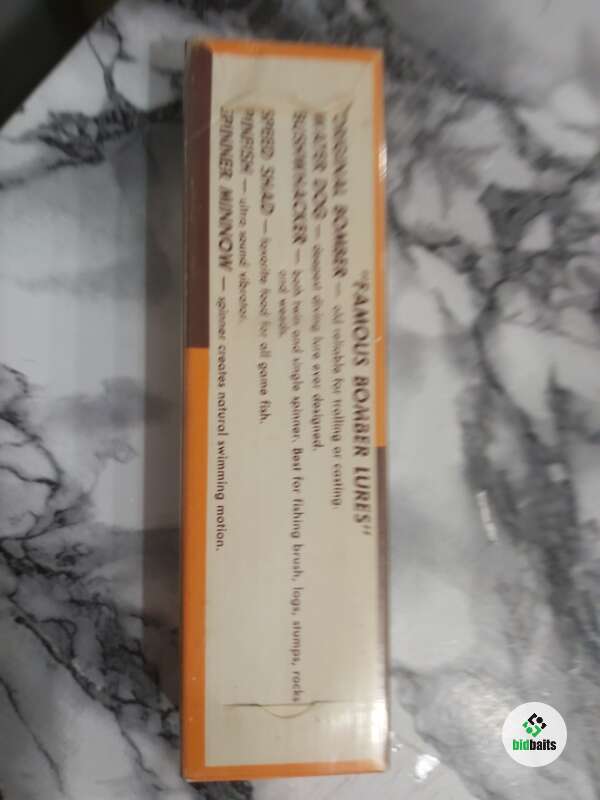 "FAMOUS BOMBER LURES"
ORIGINAL BOMBER — old reliable for trolling or casting.
WATER DOG — deepest diving lure ever designed.
BUSHWHACKER — both twin and single spinner. Best for fishing brush, logs, stumps, rocks
and weeds.
SPEED SHAD — favorite food for all game fish.
PINFISH — ultra sound vibrator.
SPINNER MINNOW — spinner creates natural swimming motion.
bidbaits